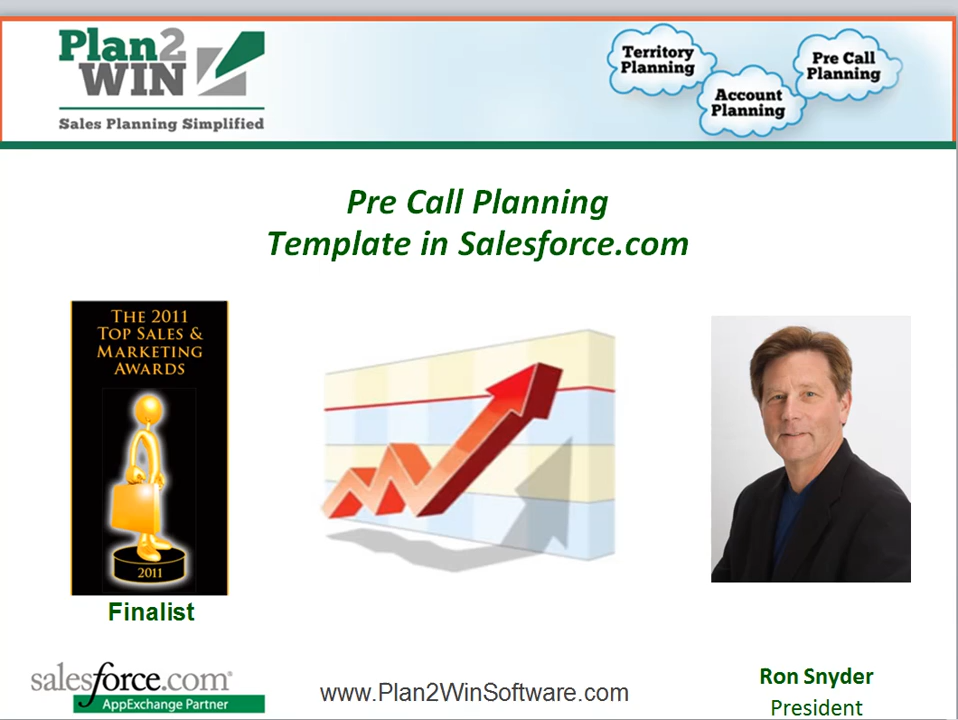 Plan2
WIN
Sales Planning Simplified
Territory
Planning
Account
Planning
Pre Call
Planning
Pre Call Planning
Template in Salesforce.com
THE 2011
TOP SALES &
MARKETING
AWARDS
2011
Finalist
salesforce.com®
AppExchange Partner
www.Plan2WinSoftware.com
Ron Snyder
President